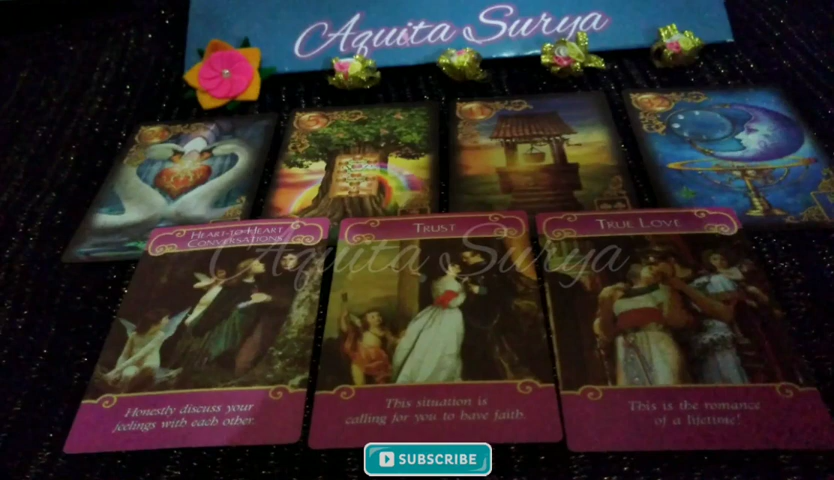 Aquita Surya
Heart-to-Heart
Conversations
Trust
True Love
Aquita Surya
Honestly discuss your
feelings with each other.
This situation is
calling for you to have faith.
This is the romance
of a lifetime!
SUBSCRIBE